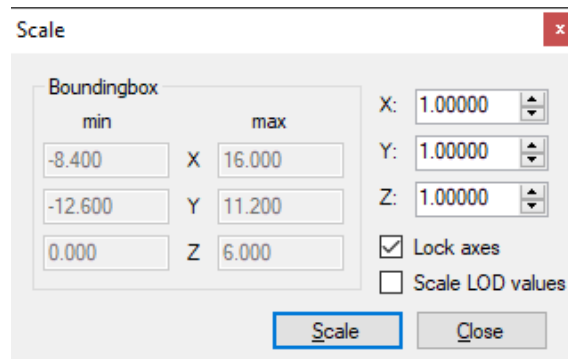 Scale
x
Boundingbox
min max
-8.400 X 16.000
-12.600 Y 11.200
0.000 Z 6.000
X: 1.00000
Y: 1.00000
Z: 1.00000
Lock axes
Scale LOD values
Scale Close